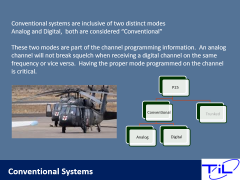 Conventional systems are inclusive of two distinct modes
Analog and Digital, both are considered "Conventional"
These two modes are part of the channel programming information. An analog
channel will not break squelch when receiving a digital channel on the same
frequency or vice versa. Having the proper mode programmed on the channel
is critical.
P25
Conventional
Trunked
Analog
Digital
Conventional Systems
TiL